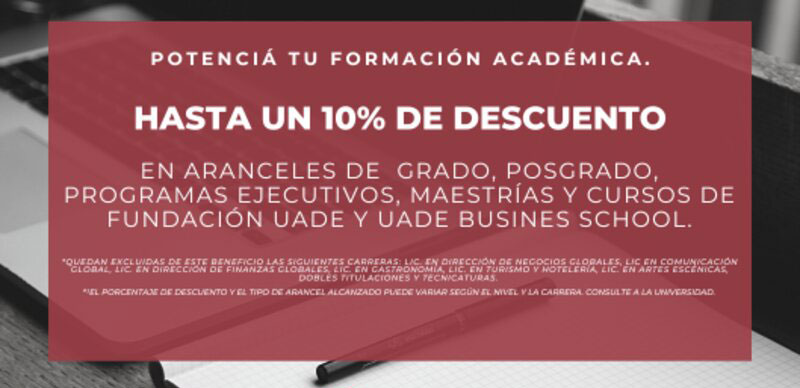 POTENCIÁ TU FORMACIÓN ACADÉMICA.
HASTA UN 10% DE DESCUENTO
EN ARANCELES DE GRADO, POSGRADO,
PROGRAMAS EJECUTIVOS, MAESTRÍAS Y CURSOS DE
FUNDACIÓN UADE Y UADE BUSINES SCHOOL.
*QUEDAN EXCLUIDAS DE ESTE BENEFICIO LAS SIGUIENTES CARRERAS: LIC. EN DIRECCIÓN DE NEGOCIOS GLOBALES, LIC EN COMUNICACIÓN
GLOBAL, LIC. EN DIRECCIÓN DE FINANZAS GLOBALES, LIC. EN GASTRONOMÍA, LIC. EN TURISMO Y HOTELERÍA, LIC. EN ARTES ESCÉNICAS,
DOBLES TITULACIONES Y TECNICATURAS.
*¹EL PORCENTAJE DE DESCUENTO Y EL TIPO DE ARANCEL ALCANZADO PUEDE VARIAR SEGÚN EL NIVEL Y LA CARRERA. CONSULTE A LA UNIVERSIDAD.